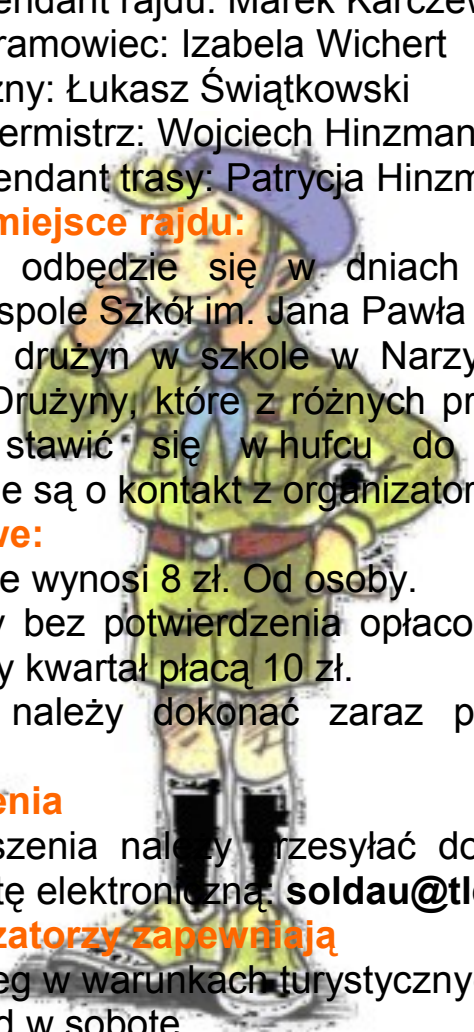 endant rajdu: Marek Karczew
ramowiec: Izabela Wichert
zny: Łukasz Świątkowski
ermistrz: Wojciech Hinzman
endant trasy: Patrycja Hinzm
miejsce rajdu:
odbędzie się w dniach
spole Szkół im. Jana Pawła
drużyn w szkole w Narzy
Drużyny, które z różnych pr
stawić się w hufcu do
e są o kontakt z organizator
we:
e wynosi 8 zł. Od osoby.
y bez potwierdzenia opłaco
y kwartał płacą 10 zł.
należy dokonać zaraz p
enia
szenia należy przesyłać do
tę elektroniczną: soldau@tle
zatorzy zapewniają
eg w warunkach turystyczny
d w sobotę